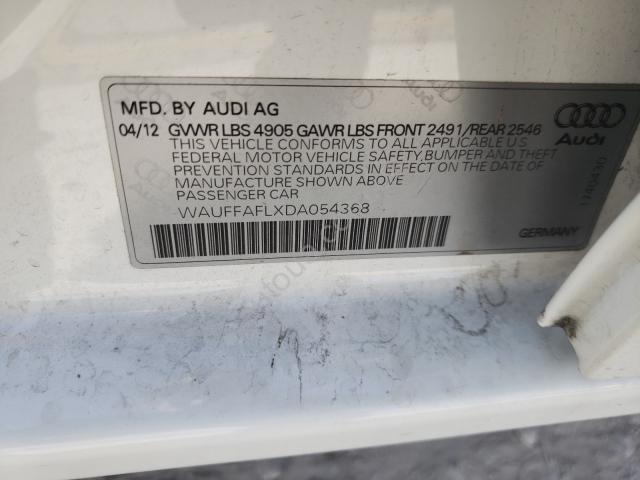 MFD. BY AUDI AG
04/12 GVWR LBS 4905 GAWR LBS FRONT 2491/REAR 2546
THIS VEHICLE CONFORMS TO ALL APPLICABLE U S
FEDERAL MOTOR VEHICLE SAFETY,BUMPER AND THEFT
PREVENTION STANDARDS IN EFFECT ON THE DATE OF
MANUFACTURE SHOWN ABOVE
PASSENGER CAR
WAUFFAFLXDA054368
Audi
1740430
GERMANY